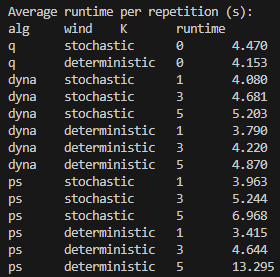 Average runtime per repetition (s):
alg wind K runtime
q stochastic 0 4.470
q deterministic 0 4.153
dyna stochastic 1 4.080
dyna stochastic 3 4.681
dyna stochastic 5 5.203
dyna deterministic 1 3.790
dyna deterministic 3 4.220
dyna deterministic 5 4.870
ps stochastic 1 3.963
ps stochastic 3 5.244
ps stochastic 5 6.968
ps deterministic 1 3.415
ps deterministic 3 4.644
ps deterministic 5 13.295